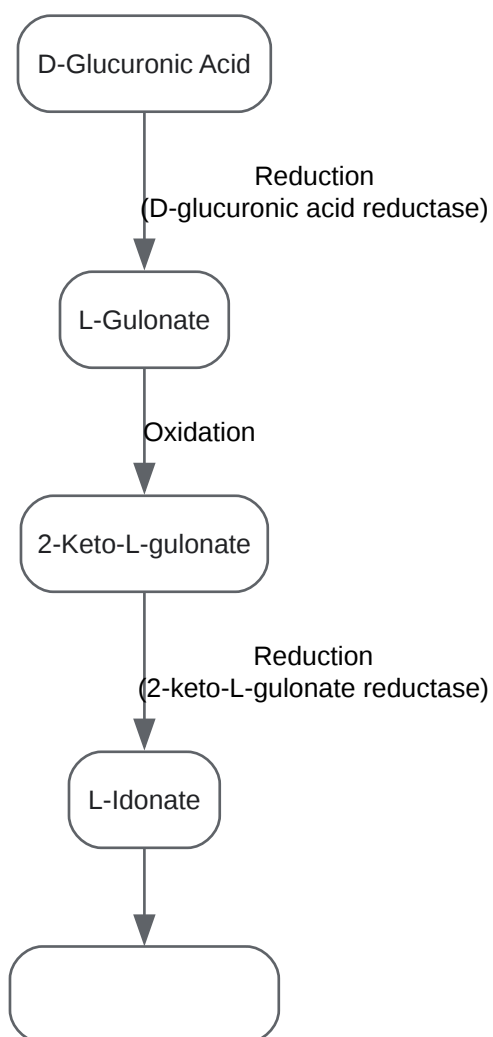 D-Glucuronic Acid
Reduction
(D-glucuronic acid reductase)
L-Gulonate
Oxidation
2-Keto-L-gulonate
Reduction
(2-keto-L-gulonate reductase)
L-Idonate